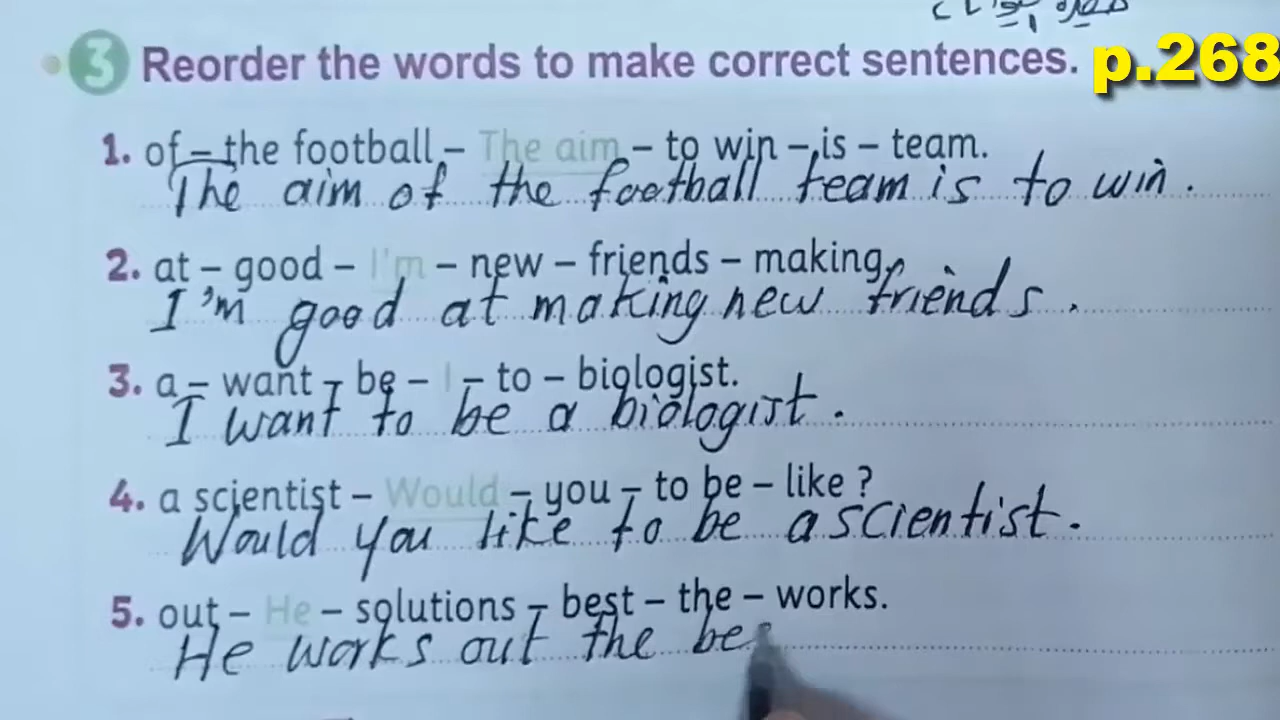 3 Reorder the words to make correct sentences. p.268
1. of – the football – The aim – to win – is – team.
The aim of the football team is to win.
2. at – good – I'm – new – friends – making.
I'm good at making new friends.
3. a – want – be – I – to – biologist.
I want to be a biologist.
4. a scientist – Would – you – to be – like ?
Would you like to be a scientist.
5. out – He – solutions – best – the – works.
He works out the be